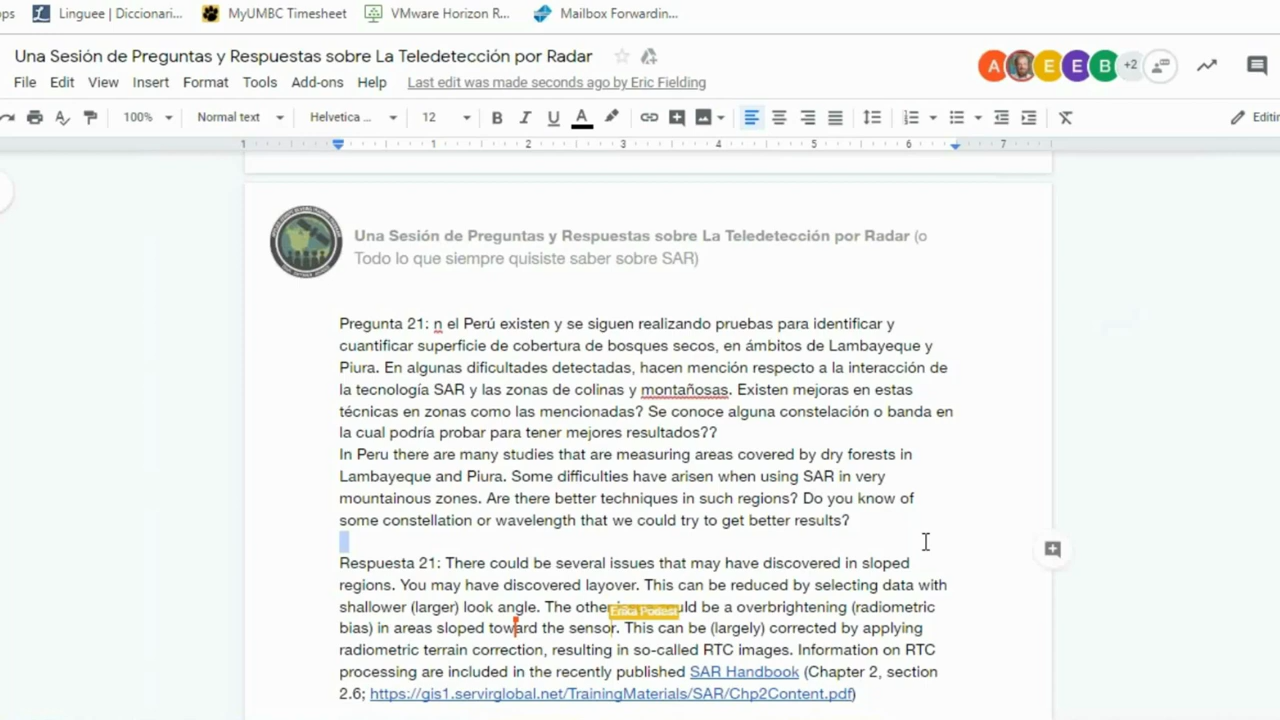 ps Linguee | Diccionari... MyUMBC Timesheet VMware Horizon R... Mailbox Forwardin...
Una Sesión de Preguntas y Respuestas sobre La Teledetección por Radar
A E E B +2
File Edit View Insert Format Tools Add-ons Help Last edit was made seconds ago by Eric Fielding
100% Normal text Helvetica ... 12 B I U A Editin
1 1 2 3 4 5 6 7
Una Sesión de Preguntas y Respuestas sobre La Teledetección por Radar (o
Todo lo que siempre quisiste saber sobre SAR)
Pregunta 21: n el Perú existen y se siguen realizando pruebas para identificar y
cuantificar superficie de cobertura de bosques secos, en ámbitos de Lambayeque y
Piura. En algunas dificultades detectadas, hacen mención respecto a la interacción de
la tecnología SAR y las zonas de colinas y montañosas. Existen mejoras en estas
técnicas en zonas como las mencionadas? Se conoce alguna constelación o banda en
la cual podría probar para tener mejores resultados??
In Peru there are many studies that are measuring areas covered by dry forests in
Lambayeque and Piura. Some difficulties have arisen when using SAR in very
mountainous zones. Are there better techniques in such regions? Do you know of
some constellation or wavelength that we could try to get better results?
Respuesta 21: There could be several issues that may have discovered in sloped
regions. You may have discovered layover. This can be reduced by selecting data with
shallower (larger) look angle. The other uld be a overbrightening (radiometric
Erika Podest
bias) in areas sloped toward the sensor. This can be (largely) corrected by applying
radiometric terrain correction, resulting in so-called RTC images. Information on RTC
processing are included in the recently published SAR Handbook (Chapter 2, section
2.6; https://gis1.servirglobal.net/TrainingMaterials/SAR/Chp2Content.pdf)